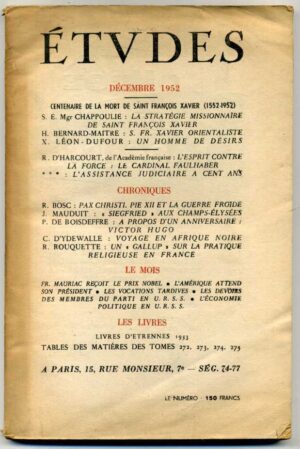 ÉTVDES
DÉCEMBRE 1952
CENTENAIRE DE LA MORT DE SAINT FRANÇOIS XAVIER (1552-1952)
S. E. Mgr CHAPPOULIE : LA STRATÉGIE MISSIONNAIRE
DE SAINT FRANÇOIS XAVIER
H. BERNARD-MAITRE : S. FR. XAVIER ORIENTALISTE
X. LÉON-DUFOUR : UN HOMME DE DÉSIRS
R. D'HARCOURT, de l'Académie française : L'ESPRIT CONTRE
LA FORCE : LE CARDINAL FAULHABER
*** : L'ASSISTANCE JUDICIAIRE A CENT ANS
CHRONIQUES
R. BOSC : PAX CHRISTI. PIE XII ET LA GUERRE FROIDE
J. MAUDUIT : « SIEGFRIED » AUX CHAMPS-ÉLYSÉES
P. DE BOISDEFFRE : A PROPOS D'UN ANNIVERSAIRE :
VICTOR HUGO
C. D'YDEWALLE : VOYAGE EN AFRIQUE NOIRE
R. ROUQUETTE : UN « GALLUP » SUR LA PRATIQUE
RELIGIEUSE EN FRANCE
LE MOIS
FR. MAURIAC REÇOIT LE PRIX NOBEL • L'AMÉRIQUE ATTEND
SON PRÉSIDENT • LES VOCATIONS TARDIVES • LES DEVOIRS
DES MEMBRES DU PARTI EN U. R. S. S. • L'ÉCONOMIE
POLITIQUE EN U. R. S. S.
LES LIVRES
LIVRES D'ETRENNES 1953
TABLES DES MATIÈRES DES TOMES 272, 273, 274, 275
A PARIS, 15, RUE MONSIEUR, 7e - SÉG. 74-77
LE NUMÉRO : 150 FRANCS